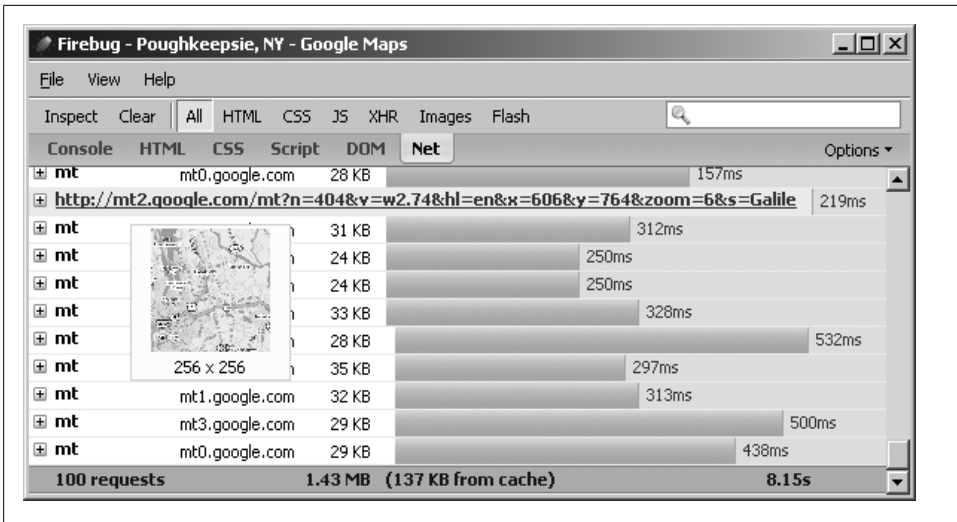 Firebug - Poughkeepsie, NY - Google Maps
File View Help
Inspect Clear All HTML CSS JS XHR Images Flash
Console HTML CSS Script DOM Net Options
mt mt0.google.com 28 KB 157ms
http://mt2.google.com/mt?n=404&v=w2.74&hl=en&x=606&y=764&zoom=6&s=Galile 219ms
mt 31 KB 312ms
mt 24 KB 250ms
mt 24 KB 250ms
mt 33 KB 328ms
mt 28 KB 532ms
mt 256 x 256 35 KB 297ms
mt mt1.google.com 32 KB 313ms
mt mt3.google.com 29 KB 500ms
mt mt0.google.com 29 KB 438ms
100 requests 1.43 MB (137 KB from cache) 8.15s